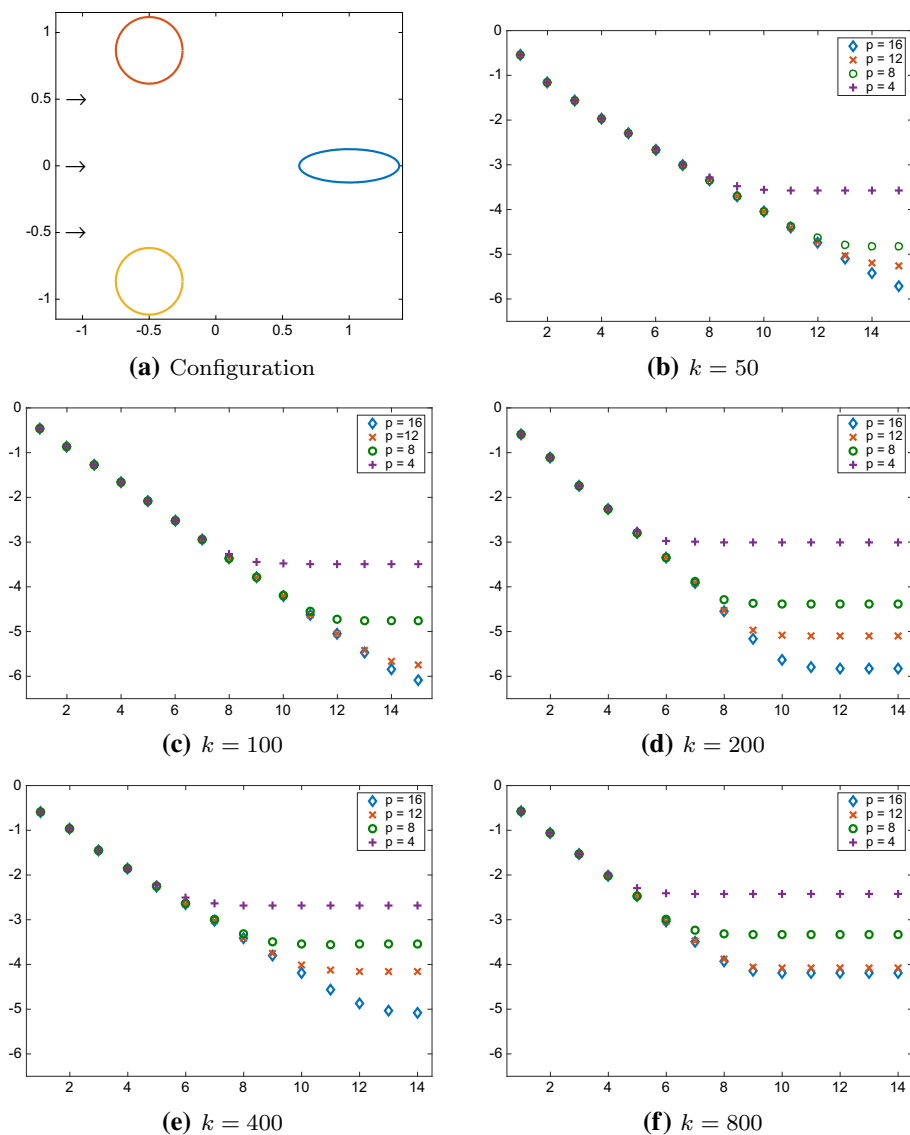 1
0.5
0
-0.5
-1
-1 -0.5 0 0.5 1
(a) Configuration
0
-1
-2
-3
-4
-5
-6
2 4 6 8 10 12 14
p = 16
p = 12
p = 8
p = 4
(b) k = 50
0
-1
-2
-3
-4
-5
-6
2 4 6 8 10 12 14
p = 16
p =12
p = 8
p = 4
(c) k = 100
0
-1
-2
-3
-4
-5
-6
2 4 6 8 10 12 14
p = 16
p = 12
p = 8
p = 4
(d) k = 200
0
-1
-2
-3
-4
-5
-6
2 4 6 8 10 12 14
p = 16
p = 12
p = 8
p = 4
(e) k = 400
0
-1
-2
-3
-4
-5
-6
2 4 6 8 10 12 14
p = 16
p = 12
p = 8
p = 4
(f) k = 800